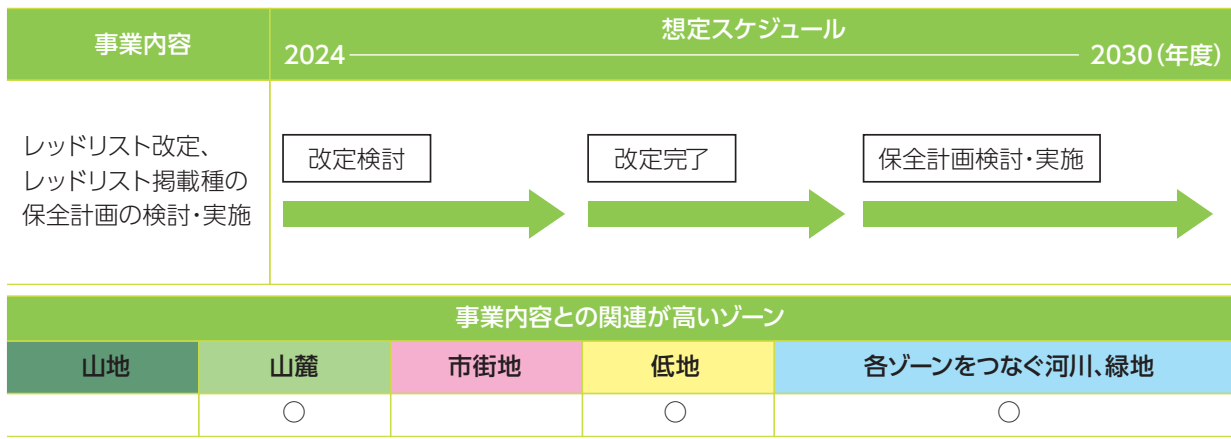 事業内容
想定スケジュール
2024
2030(年度)
レッドリスト改定、
レッドリスト掲載種の
保全計画の検討・実施
改定検討
改定完了
保全計画検討・実施
事業内容との関連が高いゾーン
山地 山麓 市街地 低地 各ゾーンをつなぐ河川、緑地
○ ○ ○